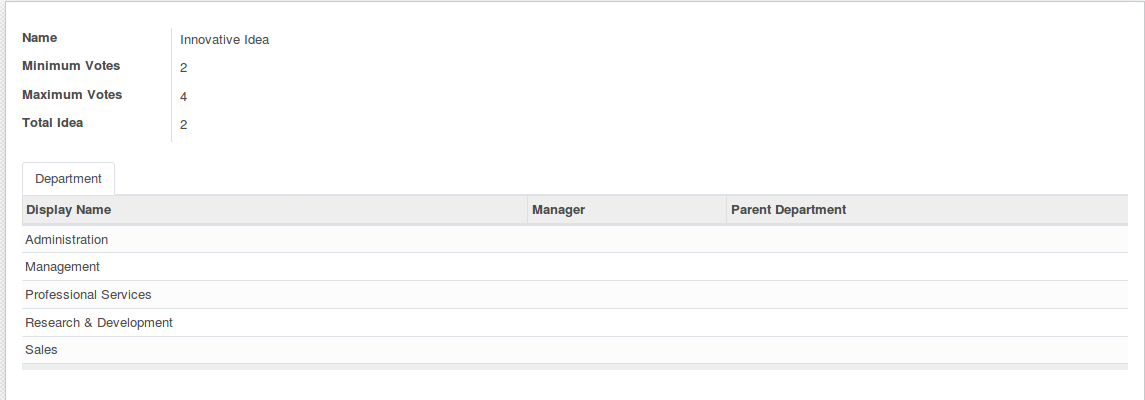 Name Innovative Idea
Minimum Votes 2
Maximum Votes 4
Total Idea 2
Department
Display Name Manager Parent Department
Administration
Management
Professional Services
Research & Development
Sales